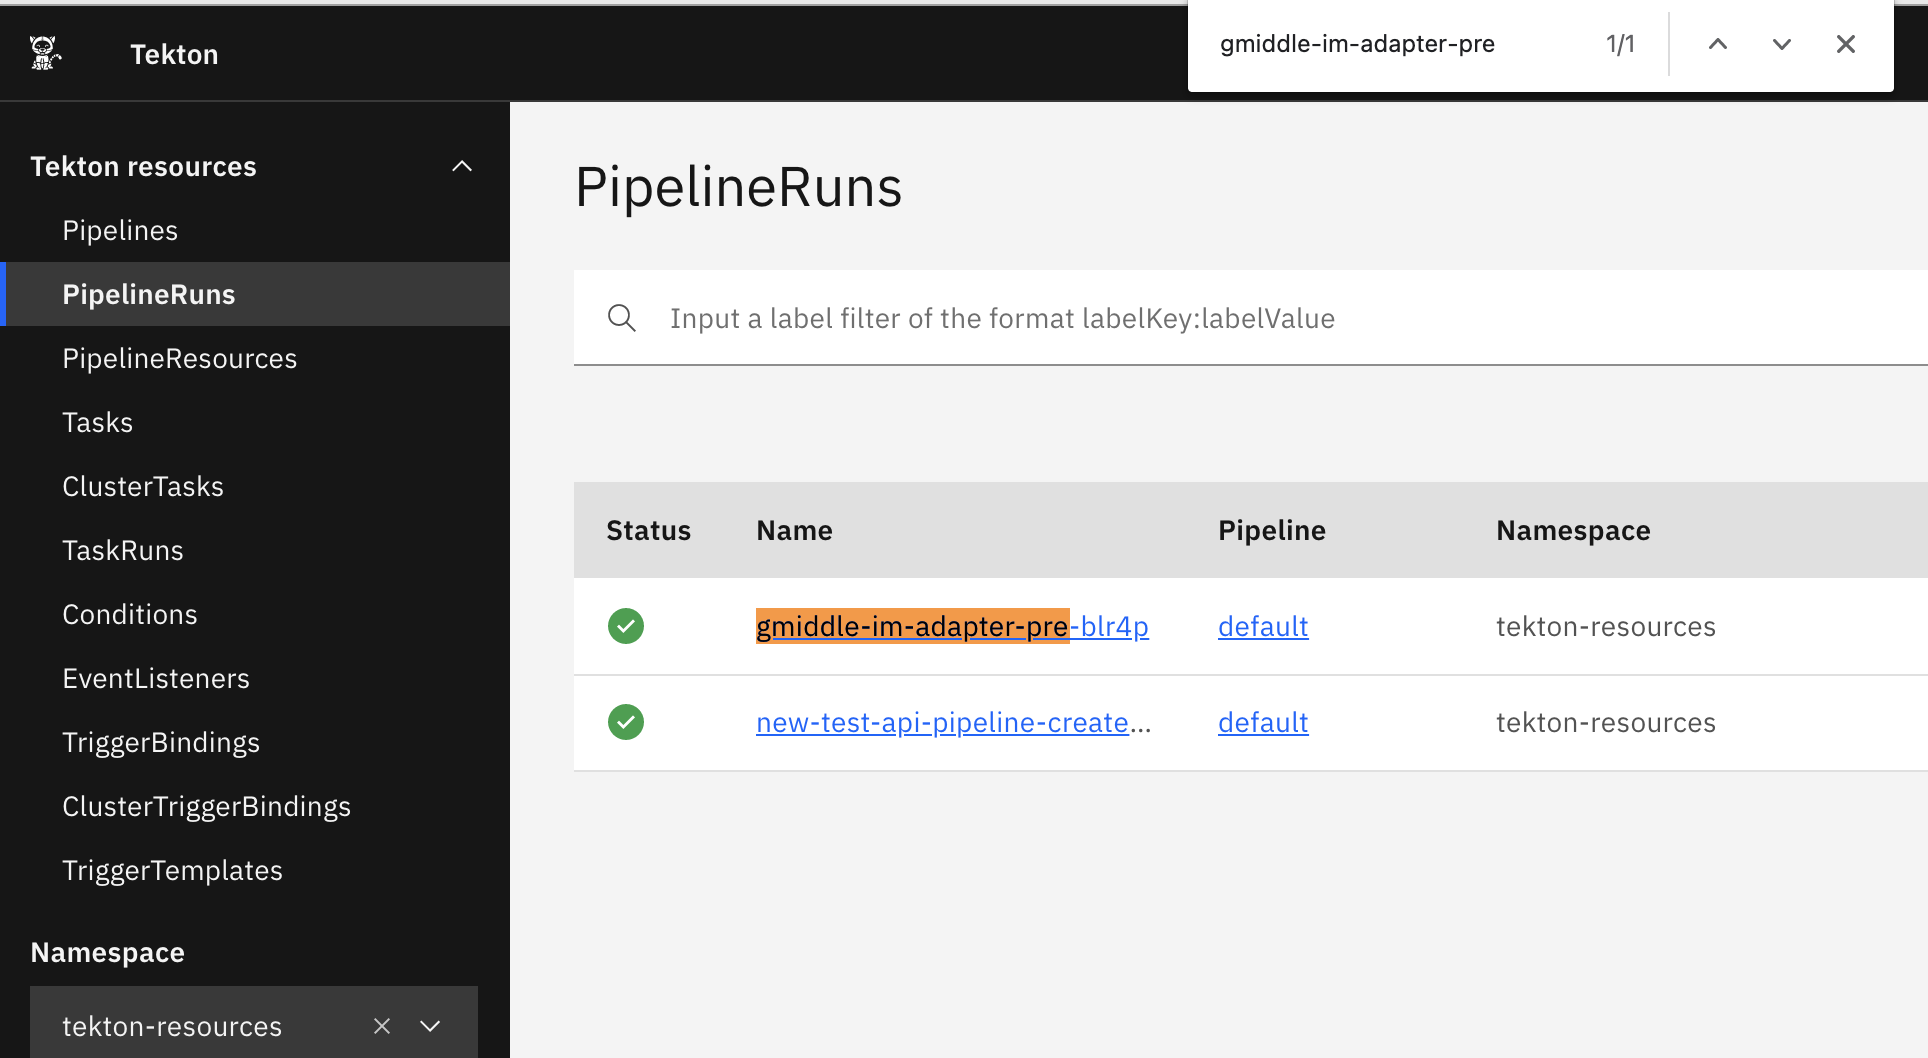 gmiddle-im-adapter-pre 1/1
Tekton
Tekton resources
Pipelines
PipelineRuns
PipelineResources
Tasks
ClusterTasks
TaskRuns
Conditions
EventListeners
TriggerBindings
ClusterTriggerBindings
TriggerTemplates
Namespace
tekton-resources
PipelineRuns
Input a label filter of the format labelKey:labelValue
Status Name Pipeline Namespace
gmiddle-im-adapter-pre-blr4p default tekton-resources
new-test-api-pipeline-create... default tekton-resources